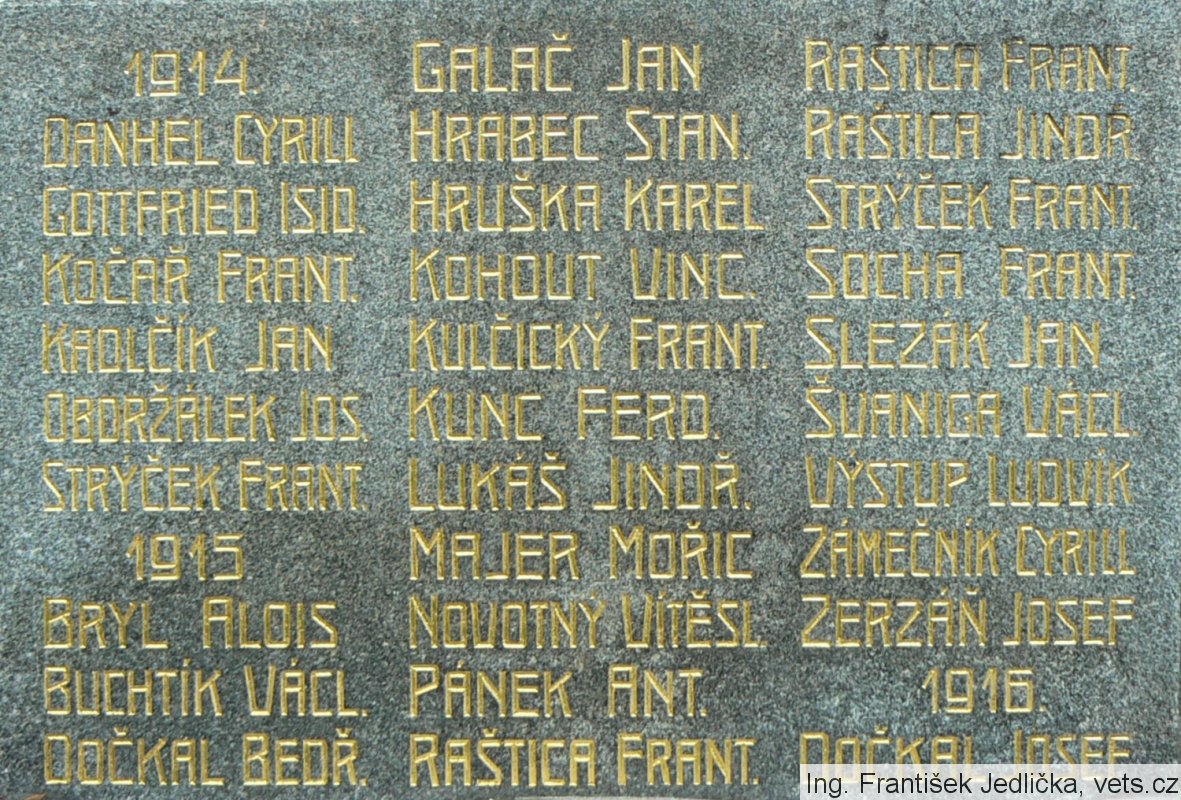 1914.
DANHEL CYRILL
GOTTFRIED ISID.
KOČAŘ FRANT.
KADLČÍK JAN
OBDRŽÁLEK JOS.
STRÝČEK FRANT.
1915
BRYL ALOIS
BUCHTÍK VÁCL.
DOČKAL BEDŘ.
GALAČ JAN
HRABEC STAN.
HRUŠKA KAREL
KOHOUT VINC.
KULČICKÝ FRANT.
KUNC FERD.
LUKÁŠ JINDŘ.
MAJER MOŘIC
NOVOTNÝ VÍTĚSL.
PÁNEK ANT.
RAŠTICA FRANT.
RAŠTICA FRANT.
RAŠTICA JINDŘ.
STRÝČEK FRANT.
SOCHA FRANT.
SLEZÁK JAN
ŠVANIGA VÁCL.
VÝSTUP LUDVÍK
ZÁMEČNÍK CYRILL
ZERZÁŇ JOSEF
1916.
DOČKAL JOSEF
Ing. František Jedlička, vets.cz